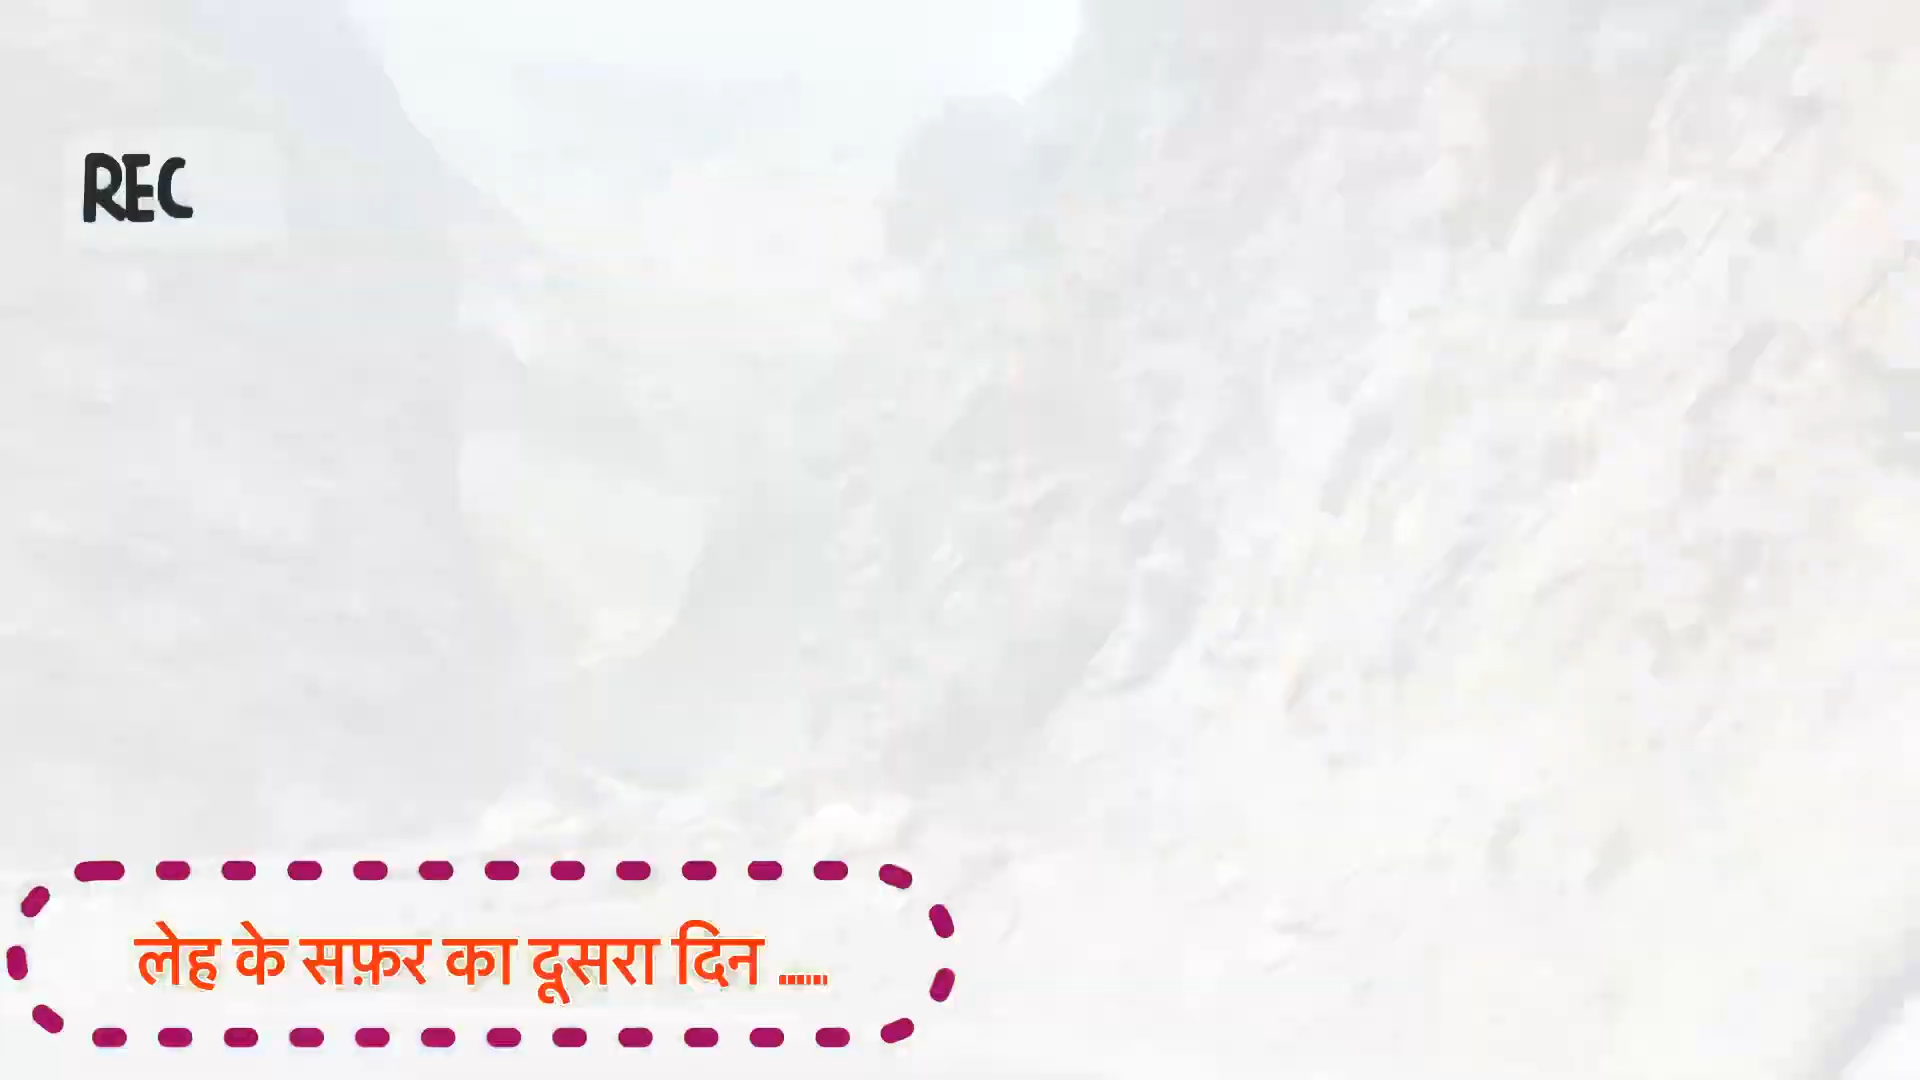 REC
लेह के सफ़र का दूसरा दिन ......